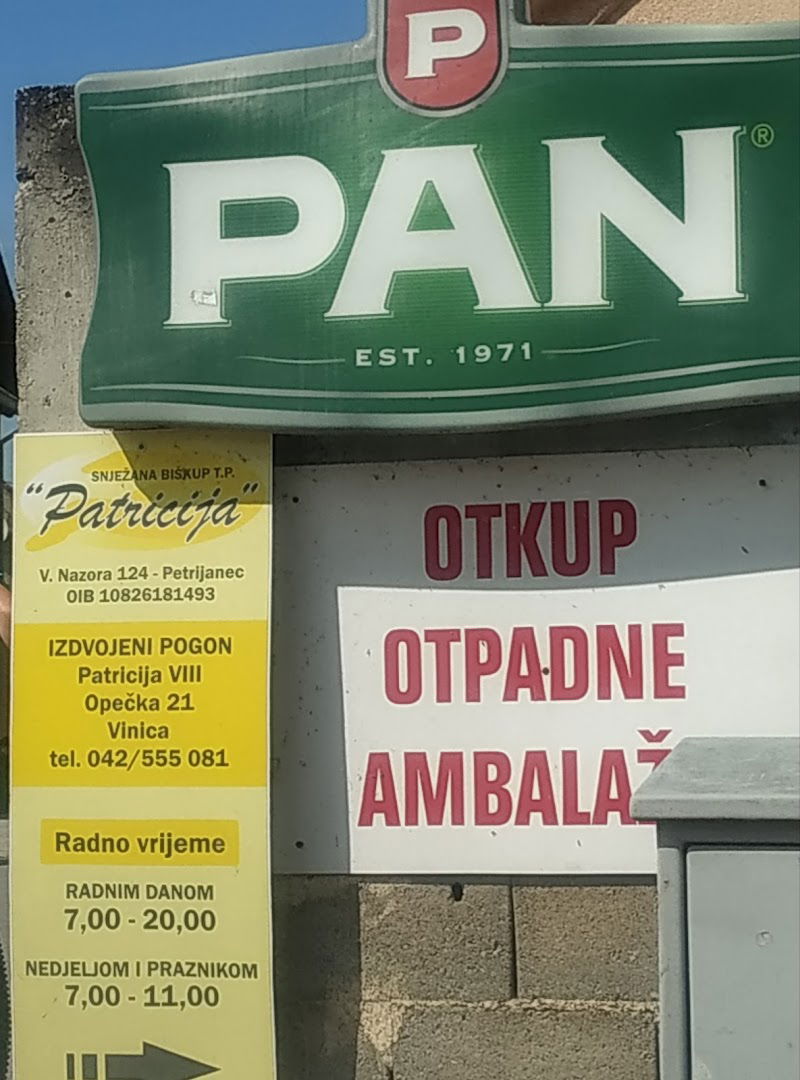 P
PAN®
EST. 1971
SNJEŽANA BISKUP T.P.
"Patricija"
V. Nazora 124 - Petrijanec
OIB 10826181493
IZDVOJENI POGON
Patricija VIII
Opečka 21
Vinica
tel. 042/555 081
Radno vrijeme
RADNIM DANOM
7,00 - 20,00
NEDJELJOM I PRAZNIKOM
7,00 - 11,00
OTKUP
OTPADNE
AMBALAŽ